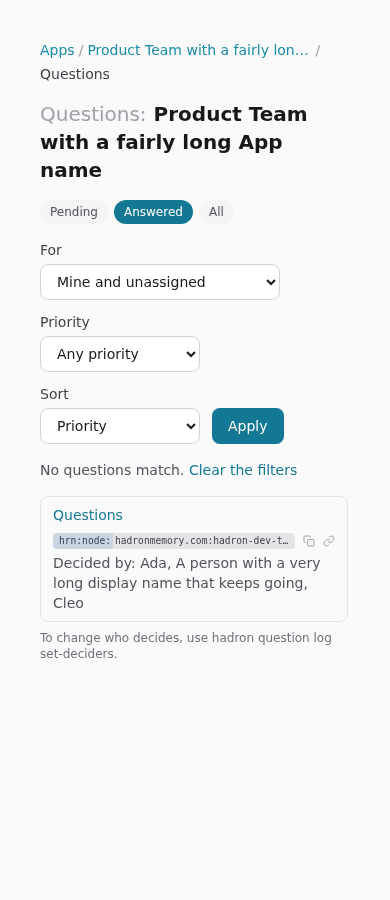 Apps / Product Team with a fairly lon… /
Questions
Questions: Product Team
with a fairly long App
name
Pending Answered All
For
Mine and unassigned
Priority
Any priority
Sort
Priority Apply
No questions match. Clear the filters
Questions
hrn:node: hadronmemory.com:hadron-dev-t…
Decided by: Ada, A person with a very
long display name that keeps going,
Cleo
To change who decides, use hadron question log
set-deciders.